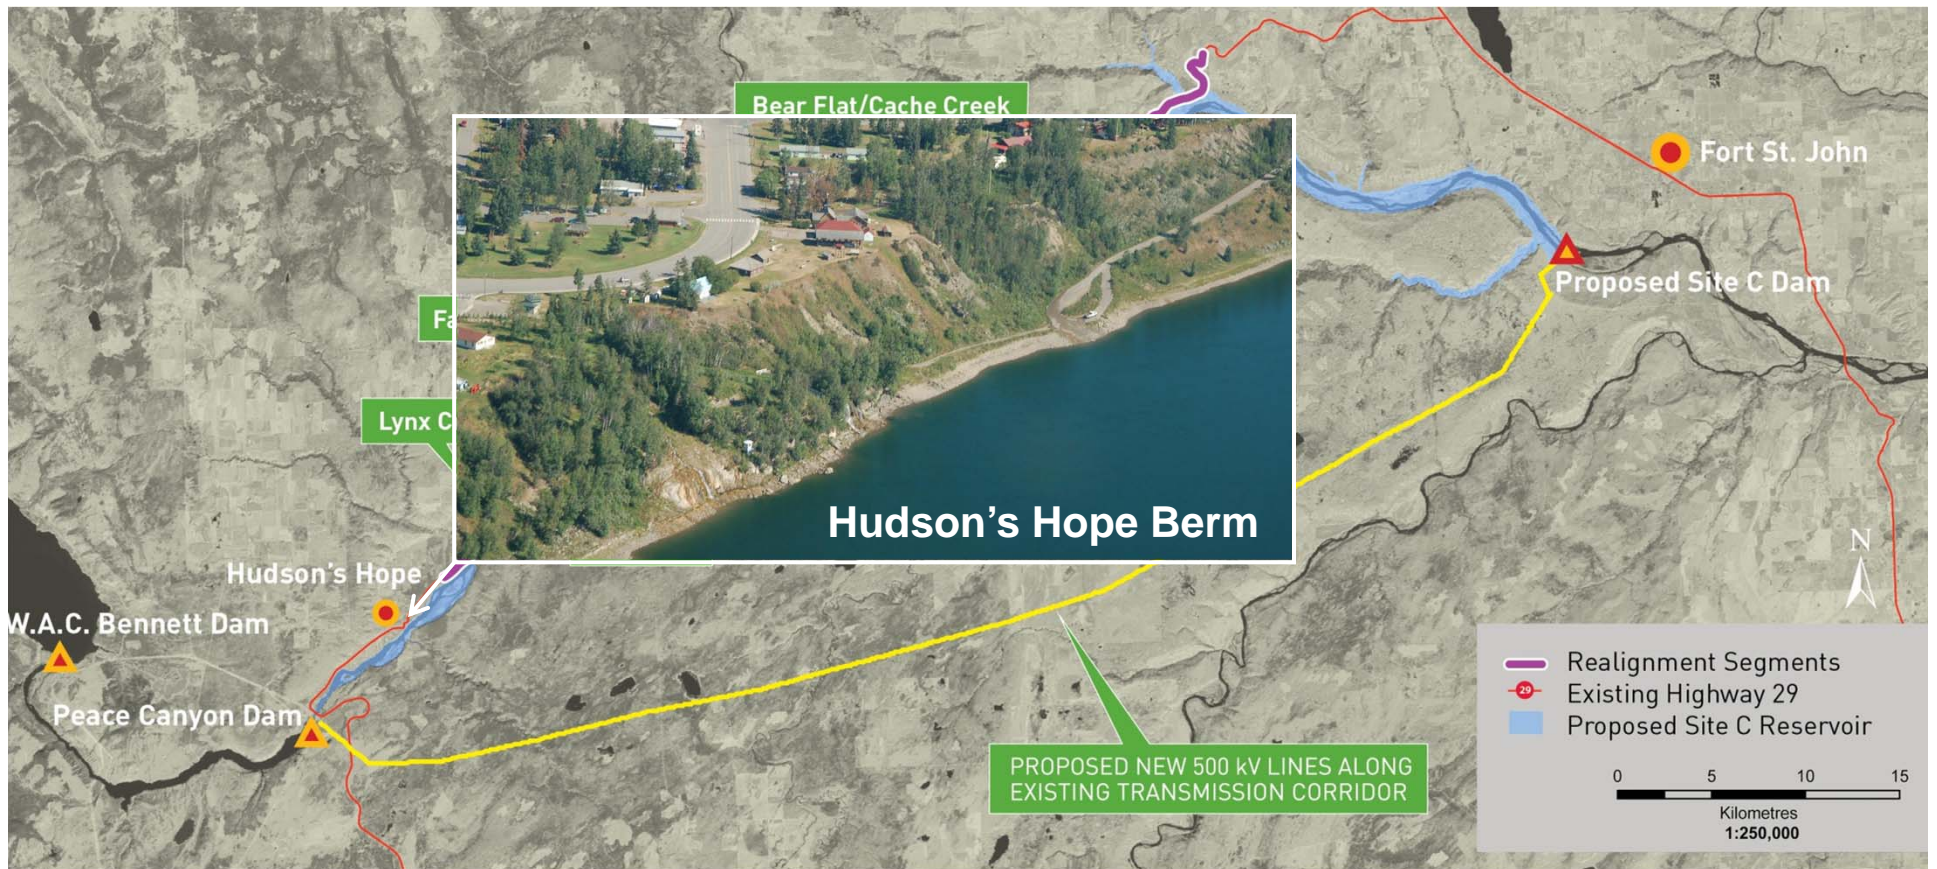 Bear Flat/Cache Creek
Fort St. John
Proposed Site C Dam
Lynx
Hudson's Hope Berm
Hudson's Hope
W.A.C. Bennett Dam
Peace Canyon Dam
PROPOSED NEW 500 kV LINES ALONG
EXISTING TRANSMISSION CORRIDOR
N
Realignment Segments
29 Existing Highway 29
Proposed Site C Reservoir
0 5 10 15
Kilometres
1:250,000